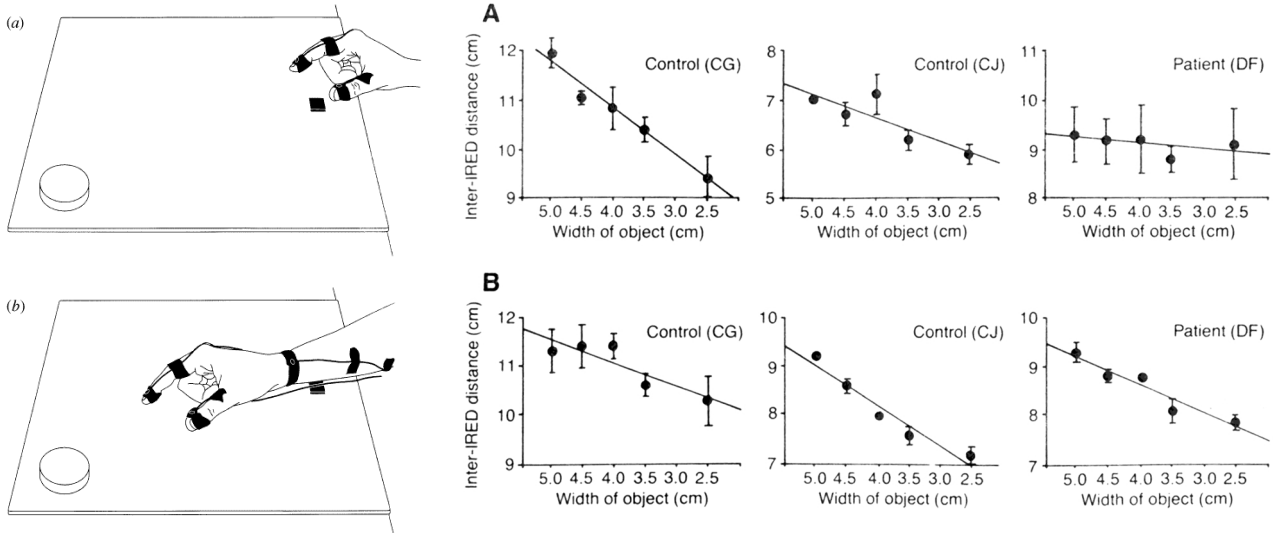 (a)
A
Inter-IRED distance (cm)
12
11
10
9
Control (CG)
5.0 4.5 4.0 3.5 3.0 2.5
Width of object (cm)
8
7
6
5
Control (CJ)
5.0 4.5 4.0 3.5 3.0 2.5
Width of object (cm)
11
10
9
8
Patient (DF)
5.0 4.5 4.0 3.5 3.0 2.5
Width of object (cm)
(b)
B
Inter-IRED distance (cm)
12
11
10
9
Control (CG)
5.0 4.5 4.0 3.5 3.0 2.5
Width of object (cm)
10
9
8
7
Control (CJ)
5.0 4.5 4.0 3.5 3.0 2.5
Width of object (cm)
10
9
8
7
Patient (DF)
5.0 4.5 4.0 3.5 3.0 2.5
Width of object (cm)